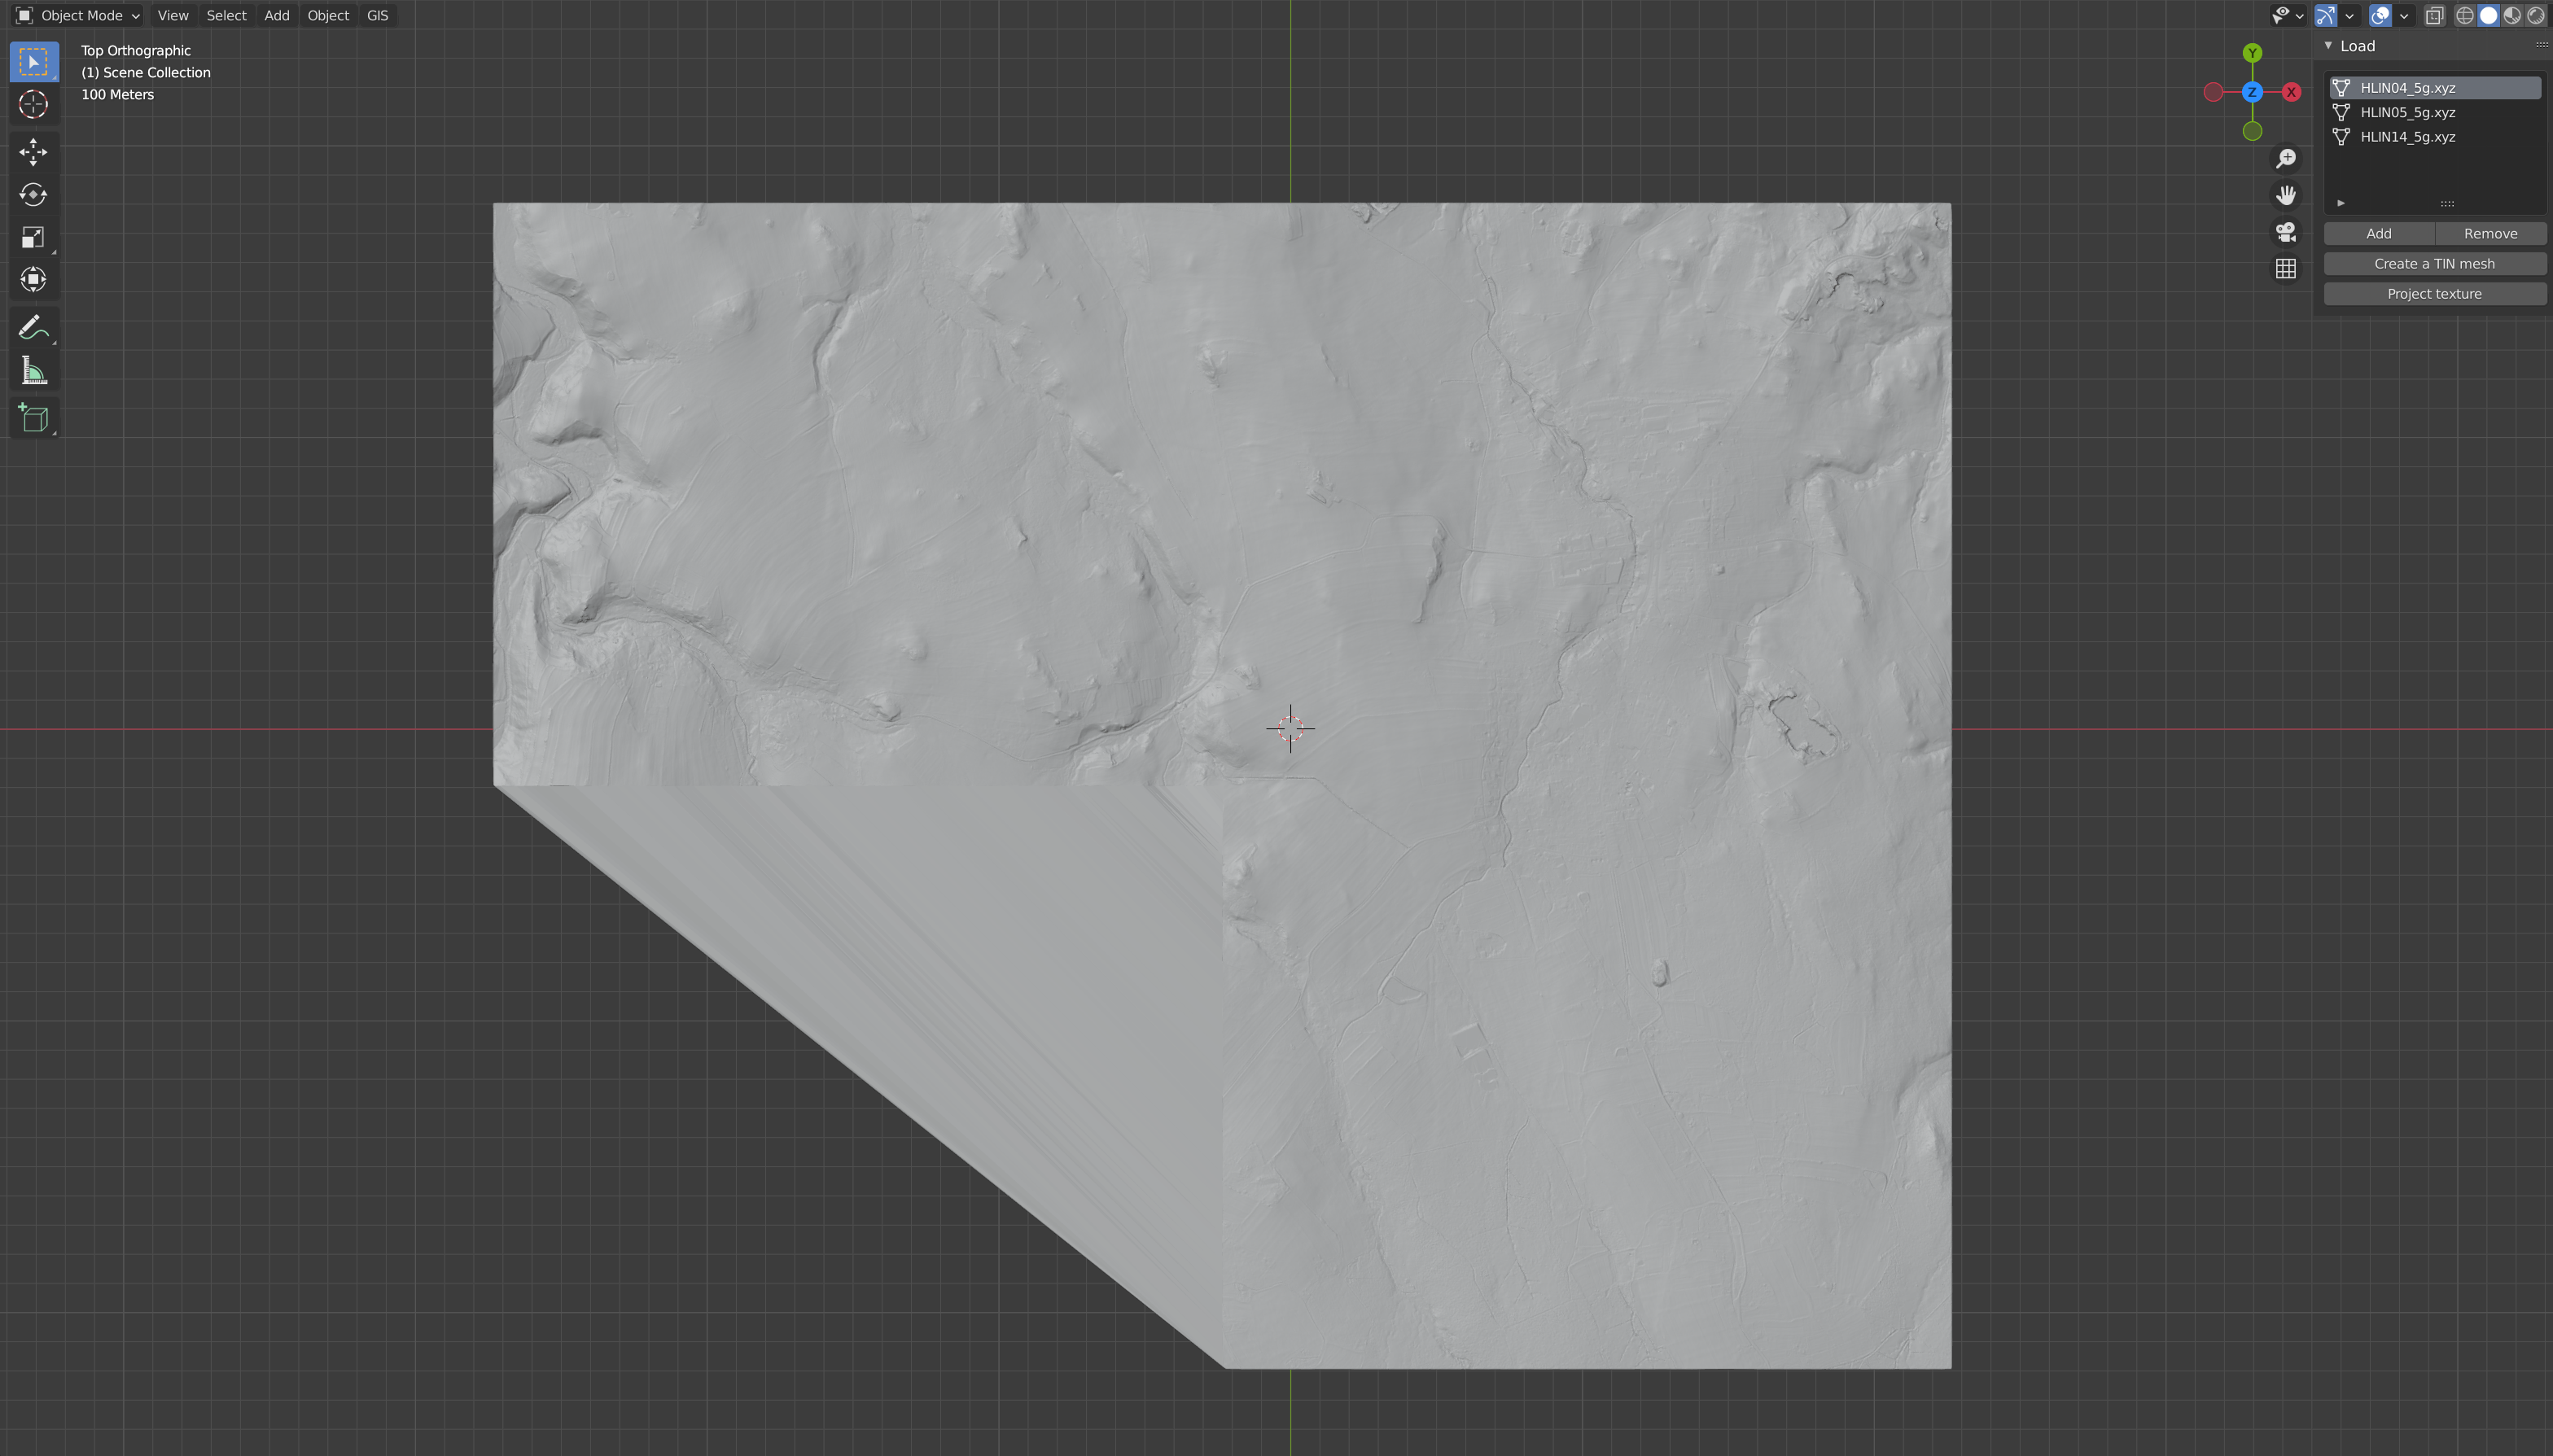 Object Mode View Select Add Object GIS
Top Orthographic
(1) Scene Collection
100 Meters
Y
Z X
Load
HLIN04_5g.xyz
HLIN05_5g.xyz
HLIN14_5g.xyz
Add Remove
Create a TIN mesh
Project texture